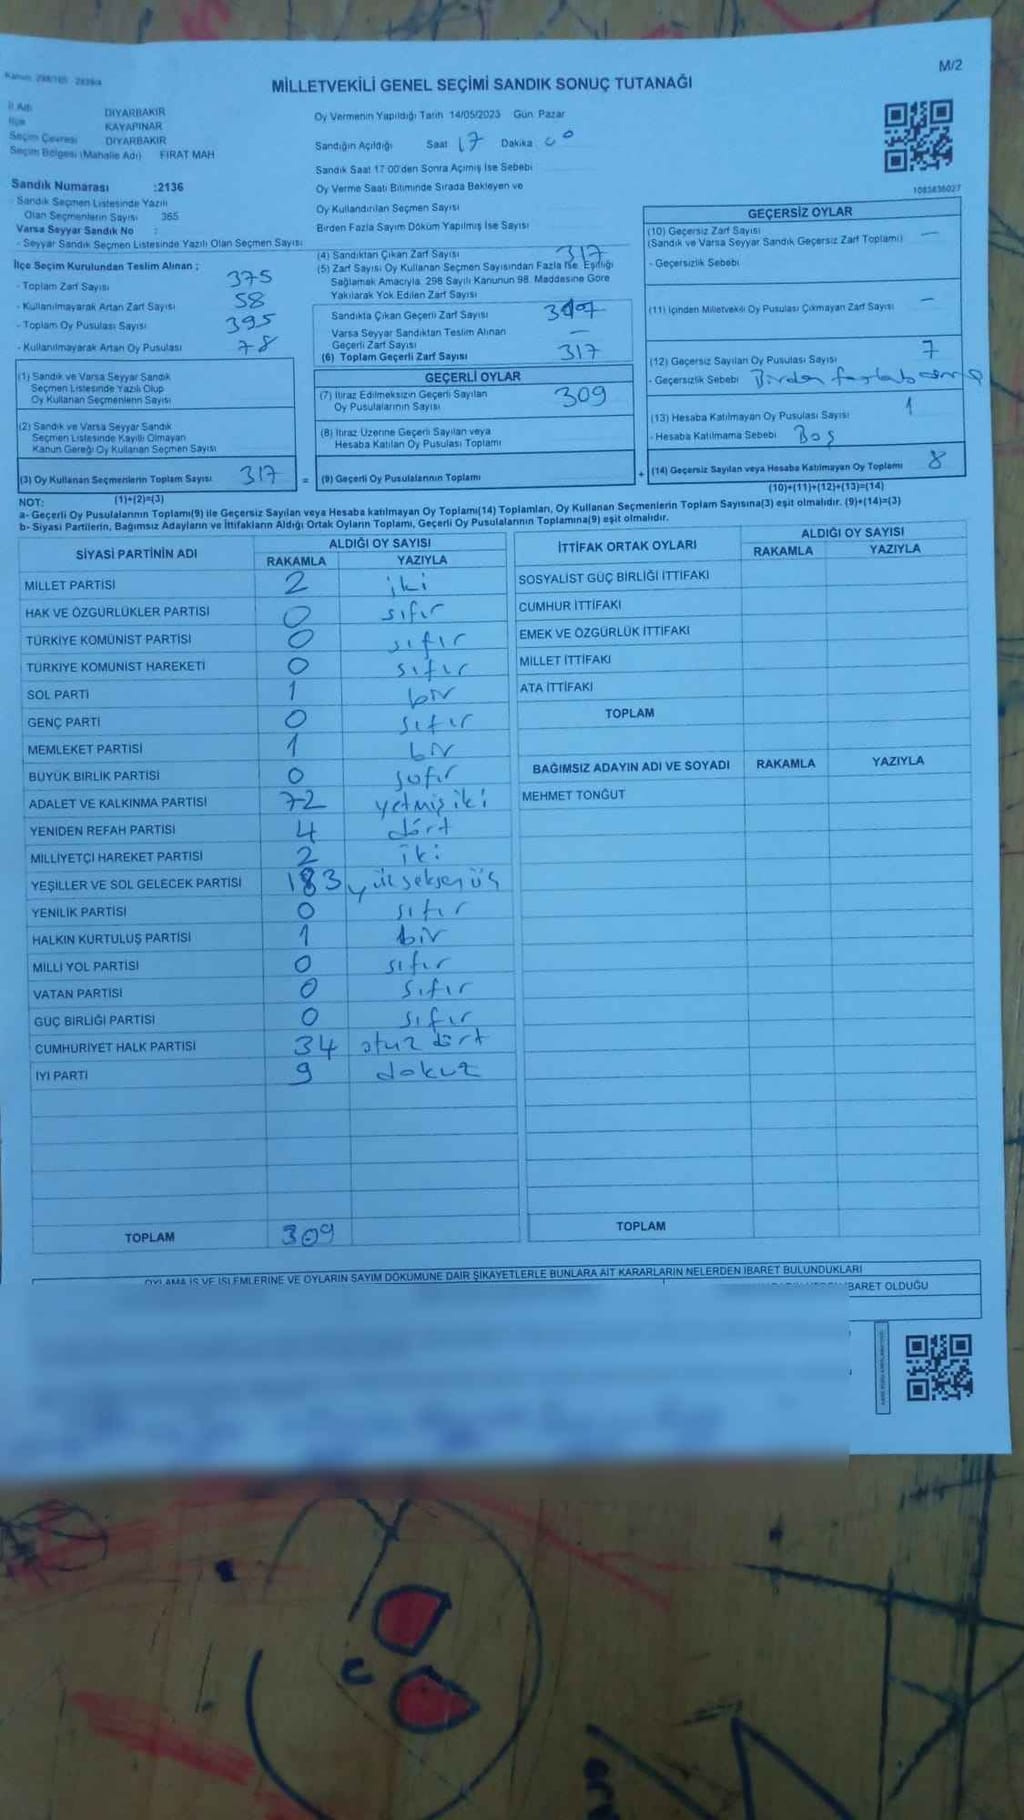 M/2
MİLLETVEKİLİ GENEL SEÇİMİ SANDIK SONUÇ TUTANAĞI
İl Adı DİYARBAKIR
İlçe KAYAPINAR
Seçim Çevresi DİYARBAKIR
Seçim Bölgesi (Mahalle Adı) FIRAT MAH
Sandık Numarası :2136
- Sandık Seçmen Listesinde Yazılı
Olan Seçmenlerin Sayısı 365
Varsa Seyyar Sandık No :
- Seyyar Sandık Seçmen Listesinde Yazılı Olan Seçmen Sayısı
İlçe Seçim Kurulundan Teslim Alınan ;
- Toplam Zarf Sayısı 375
- Kullanılmayarak Artan Zarf Sayısı 58
- Toplam Oy Pusulası Sayısı 395
- Kullanılmayarak Artan Oy Pusulası 78
(1) Sandık ve Varsa Seyyar Sandık
Seçmen Listesinde Yazılı Olup
Oy Kullanan Seçmenlerin Sayısı
(2) Sandık ve Varsa Seyyar Sandık
Seçmen Listesinde Kayıtlı Olmayan
Kanun Gereği Oy Kullanan Seçmen Sayısı
(3) Oy Kullanan Seçmenlerin Toplam Sayısı 317 =
(1)+(2)=(3)
Oy Vermenin Yapıldığı Tarih 14/05/2023 Gün Pazar
Sandığın Açıldığı Saat 17 Dakika 00
Sandık Saat 17:00'den Sonra Açılmış İse Sebebi
Oy Verme Saati Bitiminde Sırada Bekleyen ve
Oy Kullandırılan Seçmen Sayısı
Birden Fazla Sayım Döküm Yapılmış İse Sayısı
(4) Sandıktan Çıkan Zarf Sayısı 317
(5) Zarf Sayısı Oy Kullanan Seçmen Sayısından Fazla İse, Eşitliği
Sağlamak Amacıyla, 298 Sayılı Kanunun 98. Maddesine Göre
Yakılarak Yok Edilen Zarf Sayısı
Sandıkta Çıkan Geçerli Zarf Sayısı
Varsa Seyyar Sandıktan Teslim Alınan
Geçerli Zarf Sayısı —
(6) Toplam Geçerli Zarf Sayısı 317
GEÇERLİ OYLAR
(7) İtiraz Edilmeksizin Geçerli Sayılan
Oy Pusulalarının Sayısı 309
(8) İtiraz Üzerine Geçerli Sayılan veya
Hesaba Katılan Oy Pusulası Toplamı
(9) Geçerli Oy Pusulalarının Toplamı +
1083836027
GEÇERSİZ OYLAR
(10) Geçersiz Zarf Sayısı —
(Sandık ve Varsa Seyyar Sandık Geçersiz Zarf Toplamı)
- Geçersizlik Sebebi
(11) İçinden Milletvekili Oy Pusulası Çıkmayan Zarf Sayısı —
(12) Geçersiz Sayılan Oy Pusulası Sayısı 7
- Geçersizlik Sebebi Birden fazla basma
(13) Hesaba Katılmayan Oy Pusulası Sayısı 1
- Hesaba Katılmama Sebebi Boş
(14) Geçersiz Sayılan veya Hesaba Katılmayan Oy Toplamı 8
(10)+(11)+(12)+(13)=(14)
NOT:
a- Geçerli Oy Pusulalarının Toplamı(9) ile Geçersiz Sayılan veya Hesaba katılmayan Oy Toplamı(14) Toplamları, Oy Kullanan Seçmenlerin Toplam Sayısına(3) eşit olmalıdır. (9)+(14)=(3)
b- Siyasi Partilerin, Bağımsız Adayların ve İttifakların Aldığı Ortak Oyların Toplamı, Geçerli Oy Pusulalarının Toplamına(9) eşit olmalıdır.
SİYASİ PARTİNİN ADI ALDIĞI OY SAYISI
RAKAMLA YAZIYLA
MİLLET PARTİSİ 2 iki
HAK VE ÖZGÜRLÜKLER PARTİSİ 0 sıfır
TÜRKİYE KOMÜNİST PARTİSİ 0 sıfır
TÜRKİYE KOMÜNİST HAREKETİ 0 sıfır
SOL PARTİ 1 bir
GENÇ PARTİ 0 sıfır
MEMLEKET PARTİSİ 1 bir
BÜYÜK BİRLİK PARTİSİ 0 sıfır
ADALET VE KALKINMA PARTİSİ 72 yetmiş iki
YENİDEN REFAH PARTİSİ 4 dört
MİLLİYETÇİ HAREKET PARTİSİ 2 iki
YEŞİLLER VE SOL GELECEK PARTİSİ 183 yüzseksenüç
YENİLİK PARTİSİ 0 sıfır
HALKIN KURTULUŞ PARTİSİ 1 bir
MİLLİ YOL PARTİSİ 0 sıfır
VATAN PARTİSİ 0 sıfır
GÜÇ BİRLİĞİ PARTİSİ 0 sıfır
CUMHURİYET HALK PARTİSİ 34 otuz dört
İYİ PARTİ 9 dokuz
TOPLAM 309
İTTİFAK ORTAK OYLARI ALDIĞI OY SAYISI
RAKAMLA YAZIYLA
SOSYALİST GÜÇ BİRLİĞİ İTTİFAKI
CUMHUR İTTİFAKI
EMEK VE ÖZGÜRLÜK İTTİFAKI
MİLLET İTTİFAKI
ATA İTTİFAKI
TOPLAM
BAĞIMSIZ ADAYIN ADI VE SOYADI RAKAMLA YAZIYLA
MEHMET TONĞUT
TOPLAM
OYLAMA İŞ VE İŞLEMLERİNE VE OYLARIN SAYIM DÖKÜMÜNE DAİR ŞİKAYETLERLE BUNLARA AİT KARARLARIN NELERDEN İBARET BULUNDUKLARI
İBARET OLDUĞU